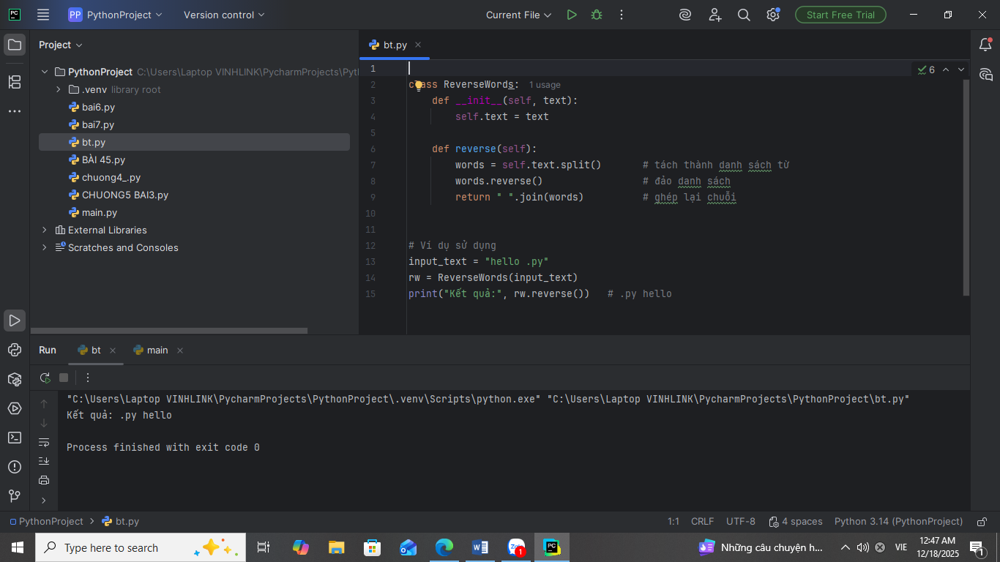 PC PP PythonProject Version control Current File Start Free Trial
Project
bt.py
PythonProject C:\Users\Laptop VINHLINK\PycharmProjects\Pyt
.venv library root
bai6.py
bai7.py
bt.py
BÀI 45.py
chuong4_.py
CHUONG5 BAI3.py
main.py
External Libraries
Scratches and Consoles
6
1
2 class ReverseWords: 1 usage
3 def __init__(self, text):
4 self.text = text
5
6 def reverse(self):
7 words = self.text.split() # tách thành danh sách từ
8 words.reverse() # đảo danh sách
9 return " ".join(words) # ghép lại chuỗi
10
11
12 # Ví dụ sử dụng
13 input_text = "hello .py"
14 rw = ReverseWords(input_text)
15 print("Kết quả:", rw.reverse()) # .py hello
Run bt main
"C:\Users\Laptop VINHLINK\PycharmProjects\PythonProject\.venv\Scripts\python.exe" "C:\Users\Laptop VINHLINK\PycharmProjects\PythonProject\bt.py"
Kết quả: .py hello
Process finished with exit code 0
PythonProject bt.py 1:1 CRLF UTF-8 4 spaces Python 3.14 (PythonProject)
Type here to search Zalo 1 PC Những câu chuyện h... VIE 12:47 AM
12/18/2025 1